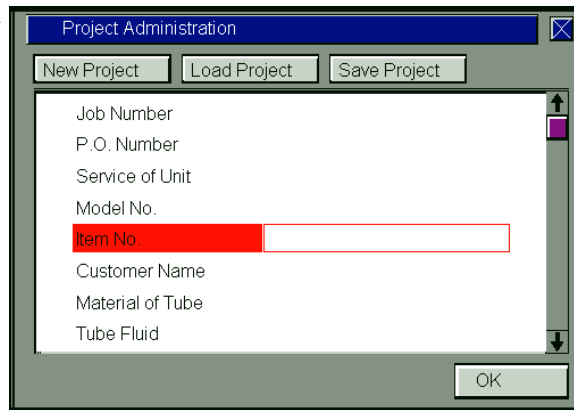 Project Administration
New Project Load Project Save Project
Job Number
P.O. Number
Service of Unit
Model No.
Item No.
Customer Name
Material of Tube
Tube Fluid
OK